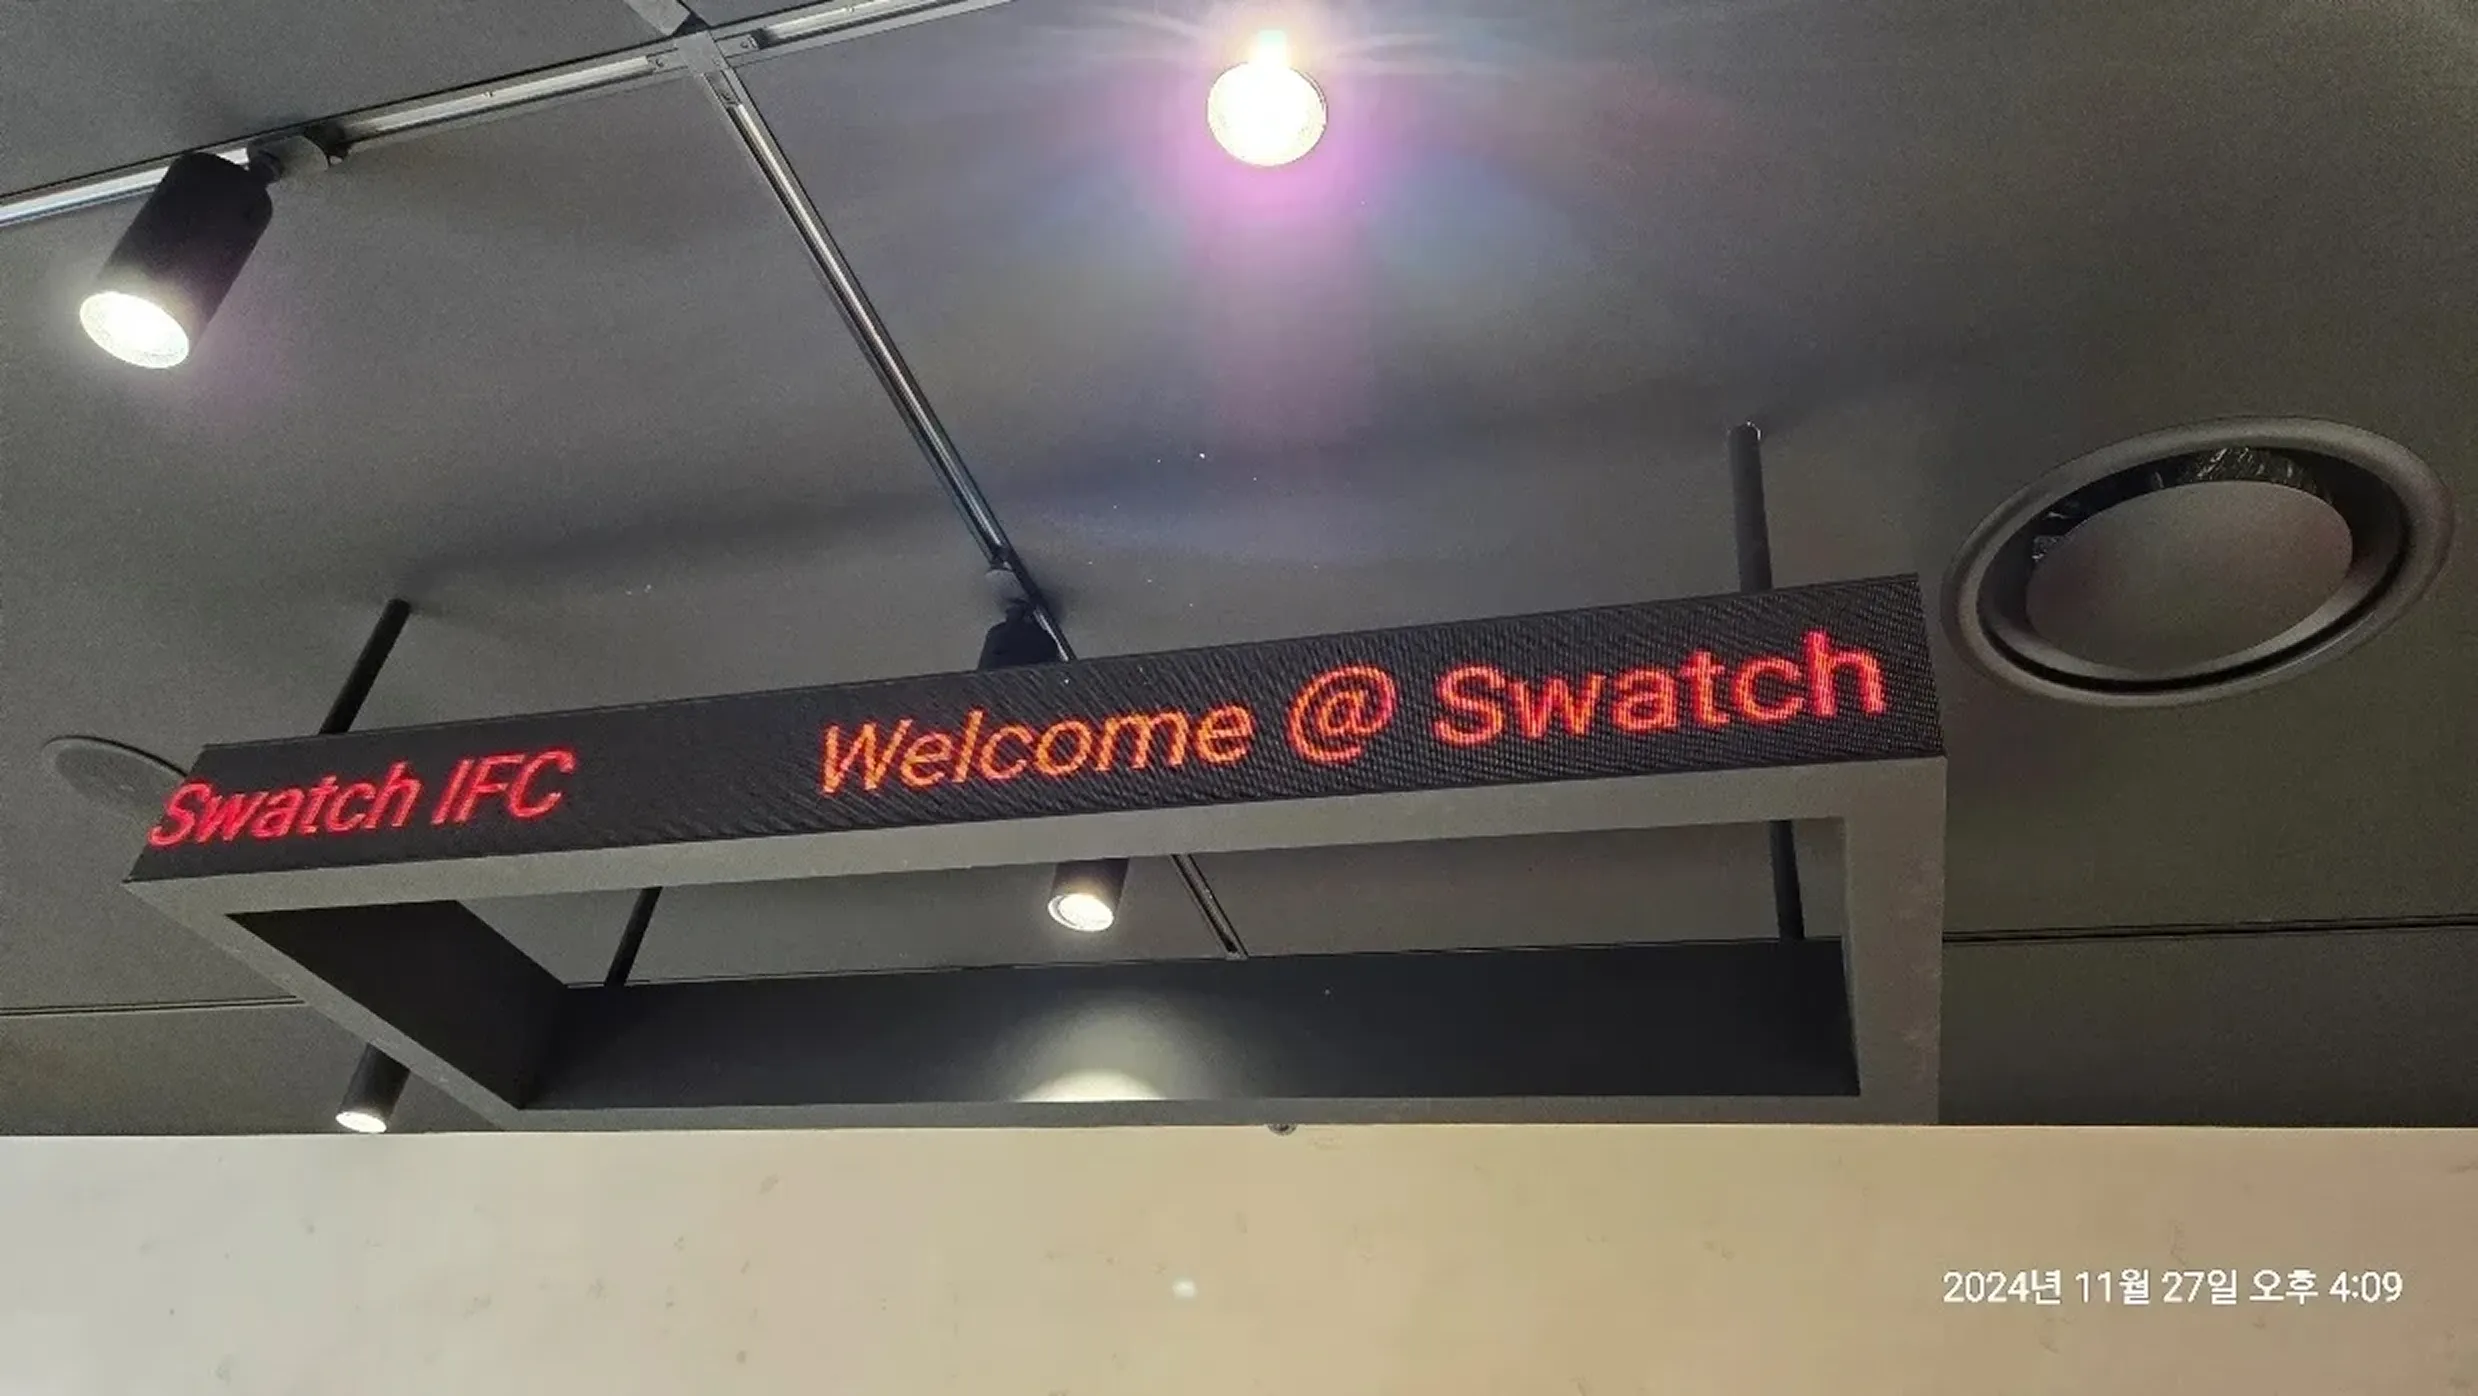 Swatch IFC Welcome @ Swatch
2024년 11월 27일 오후 4:09